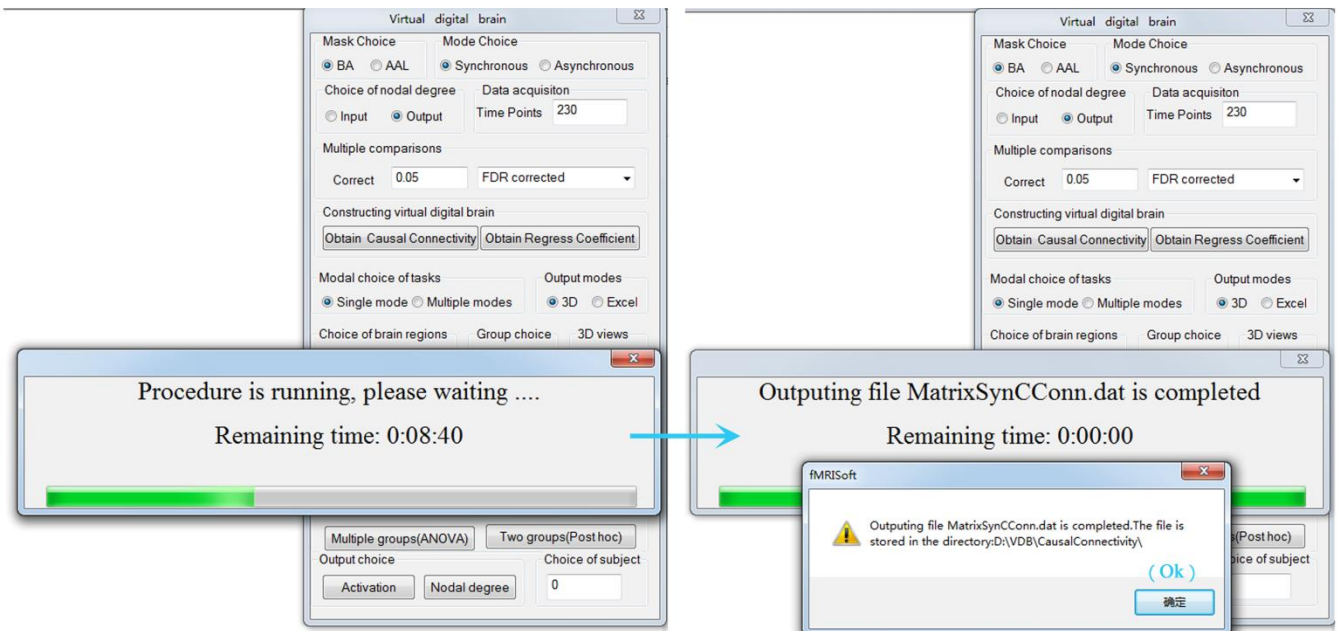 Virtual digital brain
Mask Choice Mode Choice
BA AAL Synchronous Asynchronous
Choice of nodal degree Data acquisiton
Input Output Time Points 230
Multiple comparisons
Correct 0.05 FDR corrected
Constructing virtual digital brain
Obtain Causal Connectivity Obtain Regress Coefficient
Modal choice of tasks Output modes
Single mode Multiple modes 3D Excel
Choice of brain regions Group choice 3D views
Procedure is running, please waiting ....
Remaining time: 0:08:40
Multiple groups(ANOVA) Two groups(Post hoc)
Output choice Choice of subject
Activation Nodal degree 0
Virtual digital brain
Mask Choice Mode Choice
BA AAL Synchronous Asynchronous
Choice of nodal degree Data acquisiton
Input Output Time Points 230
Multiple comparisons
Correct 0.05 FDR corrected
Constructing virtual digital brain
Obtain Causal Connectivity Obtain Regress Coefficient
Modal choice of tasks Output modes
Single mode Multiple modes 3D Excel
Choice of brain regions Group choice 3D views
Outputing file MatrixSynCConn.dat is completed
Remaining time: 0:00:00
fMRISoft
Outputing file MatrixSynCConn.dat is completed.The file is
stored in the directory:D:\VDB\CausalConnectivity\
(Ok)
确定
(Post hoc)
oice of subject